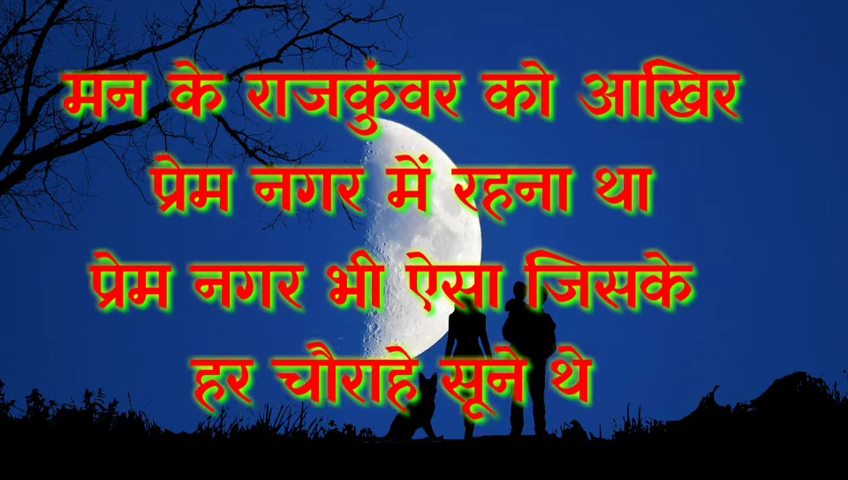 मन के राजकुंवर को आखिर
प्रेम नगर में रहना था
प्रेम नगर भी ऐसा जिसके
हर चौराहे सूने थे